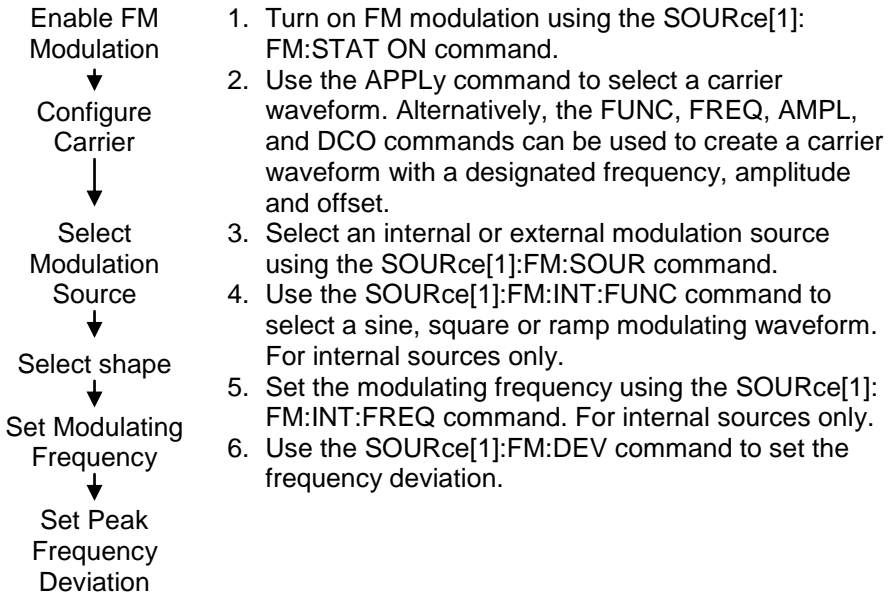 Enable FM
Modulation
Configure
Carrier
Select
Modulation
Source
Select shape
Set Modulating
Frequency
Set Peak
Frequency
Deviation
1. Turn on FM modulation using the SOURce[1]:
FM:STAT ON command.
2. Use the APPLy command to select a carrier
waveform. Alternatively, the FUNC, FREQ, AMPL,
and DCO commands can be used to create a carrier
waveform with a designated frequency, amplitude
and offset.
3. Select an internal or external modulation source
using the SOURce[1]:FM:SOUR command.
4. Use the SOURce[1]:FM:INT:FUNC command to
select a sine, square or ramp modulating waveform.
For internal sources only.
5. Set the modulating frequency using the SOURce[1]:
FM:INT:FREQ command. For internal sources only.
6. Use the SOURce[1]:FM:DEV command to set the
frequency deviation.